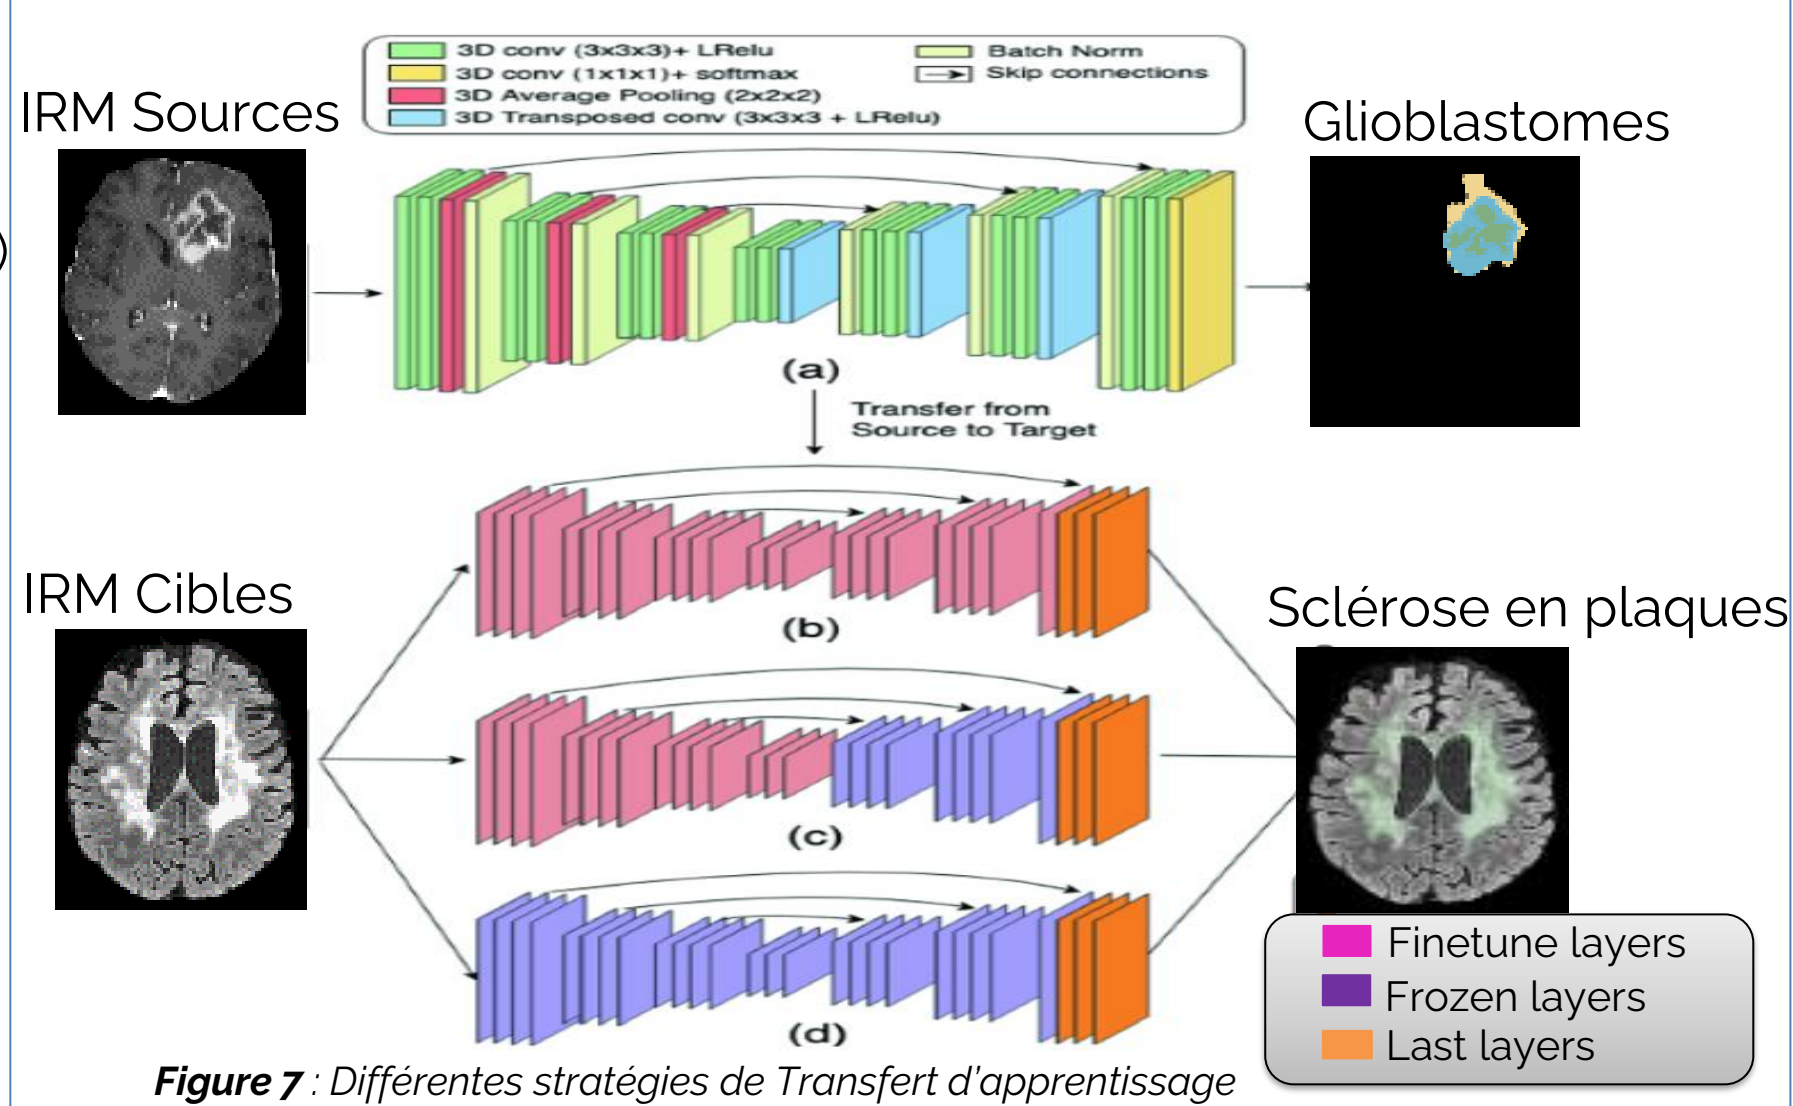 3D conv (3x3x3)+ LRelu
3D conv (1x1x1)+ softmax
3D Average Pooling (2x2x2)
3D Transposed conv (3x3x3 + LRelu)
Batch Norm
Skip connections
IRM Sources
Glioblastomes
)
(a)
Transfer from
Source to Target
IRM Cibles
(b)
Sclérose en plaques
(c)
(d)
Finetune layers
Frozen layers
Last layers
Figure 7 : Différentes stratégies de Transfert d'apprentissage